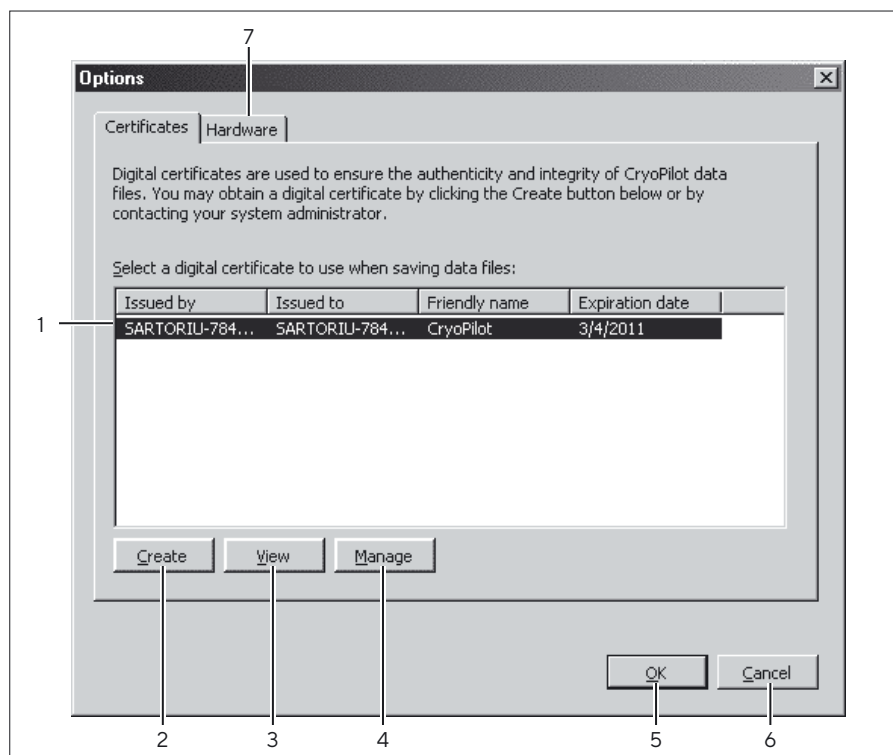 7
Options
Certificates Hardware
Digital certificates are used to ensure the authenticity and integrity of CryoPilot data
files. You may obtain a digital certificate by clicking the Create button below or by
contacting your system administrator.
Select a digital certificate to use when saving data files:
Issued by Issued to Friendly name Expiration date
1
SARTORIU-784... SARTORIU-784... CryoPilot 3/4/2011
Create View Manage
OK Cancel
2 3 4 5 6